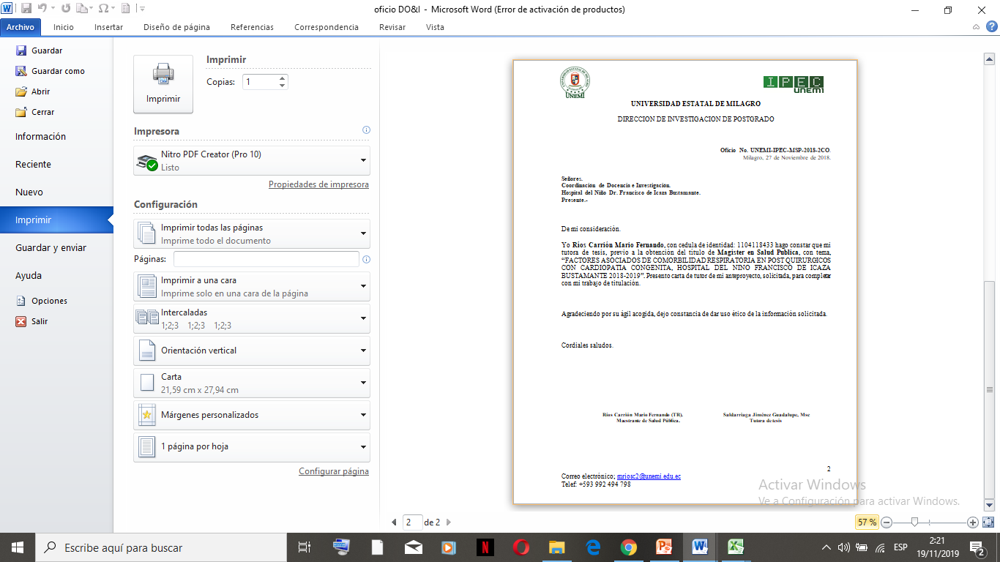 oficio DO&I - Microsoft Word (Error de activación de productos)
Archivo Inicio Insertar Diseño de página Referencias Correspondencia Revisar Vista
Guardar
Guardar como
Abrir
Cerrar
Información
Reciente
Nuevo
Imprimir
Guardar y enviar
Ayuda
Opciones
Salir
Imprimir
Imprimir
Copias: 1
Impresora
Nitro PDF Creator (Pro 10)
Listo
Propiedades de impresora
Configuración
Imprimir todas las páginas
Imprime todo el documento
Páginas:
Imprimir a una cara
Imprime solo en una cara de la página
Intercaladas
1;2;3 1;2;3 1;2;3
Orientación vertical
Carta
21,59 cm x 27,94 cm
Márgenes personalizados
1 página por hoja
Configurar página
UNEMI
IPEC
unemi
UNIVERSIDAD ESTATAL DE MILAGRO
DIRECCION DE INVESTIGACION DE POSTGRADO
Oficio No. UNEMI-IPEC-MSP-2018-2CO.
Milagro, 27 de Noviembre de 2018.
Señores.
Coordinación de Docencia e Investigación.
Hospital del Niño Dr. Francisco de Icaza Bustamante.
Presente.-
De mi consideración.
Yo Ríos Carrión Mario Fernando, con cedula de identidad: 1104118433 hago constar que mi
tutora de tesis, previo a la obtención del titulo de Magister en Salud Pública, con tema,
“FACTORES ASOCIADOS DE COMORBILIDAD RESPIRATORIA EN POST QUIRURGICOS
CON CARDIOPATIA CONGENITA, HOSPITAL DEL NINO FRANCISCO DE ICAZA
BUSTAMANTE 2018-2019”. Presento carta de tutor de mi anteproyecto, solicitada, para completar
con mi trabajo de titulación.
Agradeciendo por su ágil acogida, dejo constancia de dar uso ético de la información solicitada.
Cordiales saludos.
Ríos Carrión Mario Fernando (TR). Saldarriaga Jiménez Guadalupe, Msc
Maestrante de Salud Pública. Tutora de tesis
2
Correo electrónico; mriosc2@unemi.edu.ec
Telef: +593 992 494 798
Activar Windows
Ve a Configuración para activar Windows.
2 de 2
57 %
Escribe aquí para buscar
ESP
2:21
19/11/2019
2